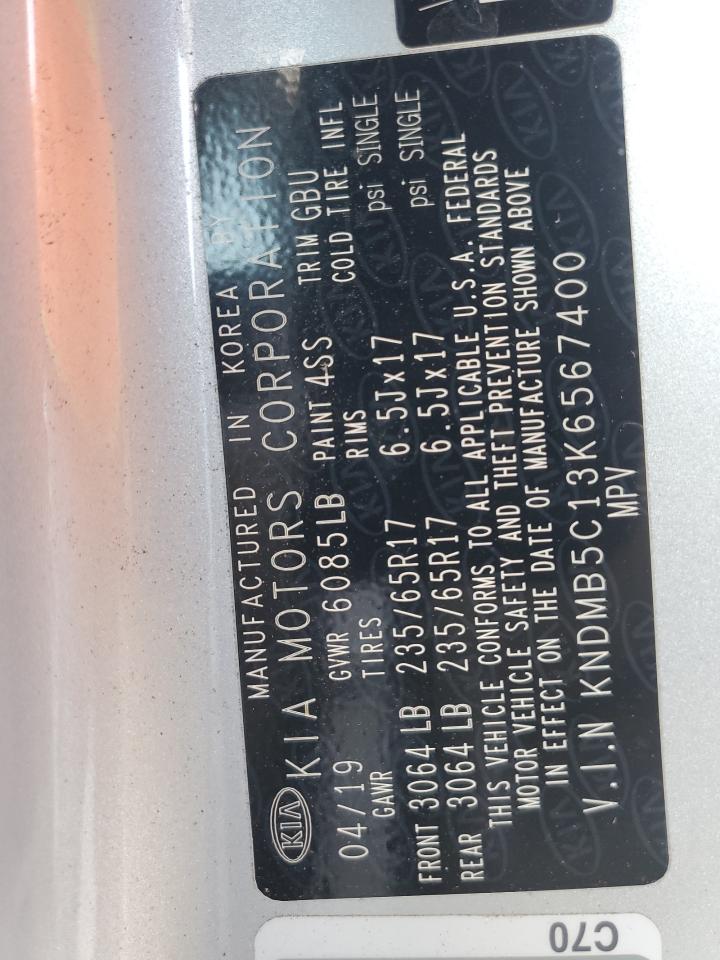 MANUFACTURED IN KOREA BY
KIA KIA MOTORS CORPORATION
04/19 GVWR 6085LB PAINT 4SS TRIM GBU
GAWR TIRES RIMS COLD TIRE INFL
FRONT 3064 LB 235/65R17 6.5Jx17 psi SINGLE
REAR 3064 LB 235/65R17 6.5Jx17 psi SINGLE
THIS VEHICLE CONFORMS TO ALL APPLICABLE U.S.A. FEDERAL
MOTOR VEHICLE SAFETY AND THEFT PREVENTION STANDARDS
IN EFFECT ON THE DATE OF MANUFACTURE SHOWN ABOVE
V.I.N KNDMB5C13K6567400
MPV
C70